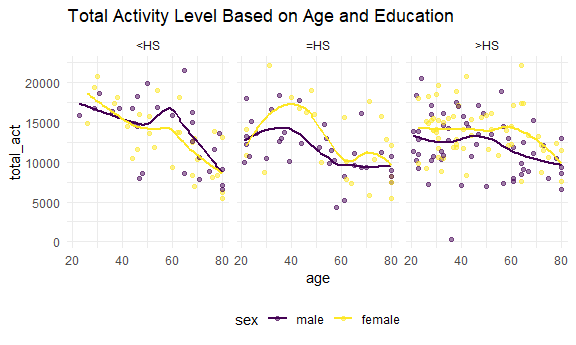 Total Activity Level Based on Age and Education
<HS
=HS
>HS
total_act
20000
15000
10000
5000
0
20 40 60 80 20 40 60 80 20 40 60 80
age
sex male female